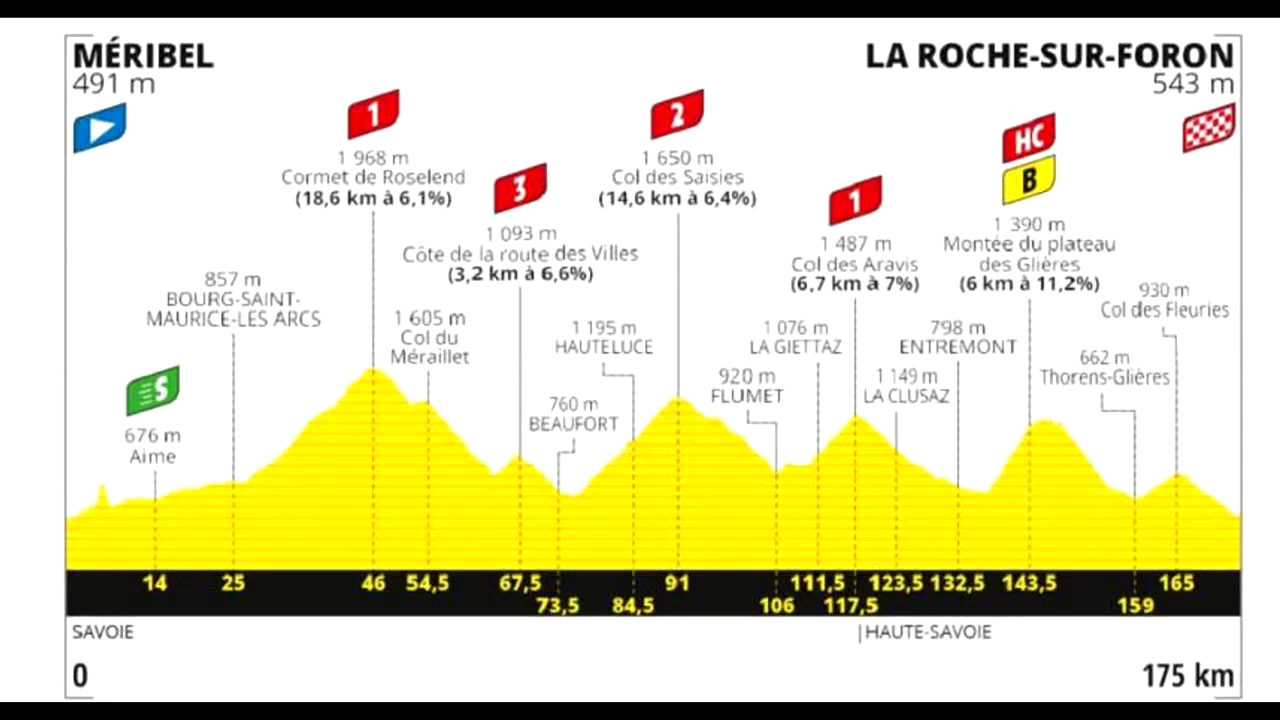 MÉRIBEL
491 m
LA ROCHE-SUR-FORON
543 m
1
1 968 m
Cormet de Roselend
(18,6 km à 6,1%)
2
1 650 m
Col des Saisies
(14,6 km à 6,4%)
HC
B
1 390 m
Montée du plateau
des Glières
(6 km à 11,2%)
3
1 093 m
Côte de la route des Villes
(3,2 km à 6,6%)
1
1 487 m
Col des Aravis
(6,7 km à 7%)
857 m
BOURG-SAINT-
MAURICE-LES ARCS
930 m
Col des Fleuries
1 605 m
Col du
Méraillet
1 195 m
HAUTELUCE
1 076 m
LA GIETTAZ
798 m
ENTREMONT
662 m
Thorens-Glières
S
676 m
Aime
760 m
BEAUFORT
920 m
FLUMET
1 149 m
LA CLUSAZ
14 25 46 54,5 67,5 91 111,5 123,5 132,5 143,5 165
73,5 84,5 106 117,5 159
SAVOIE
|HAUTE-SAVOIE
0
175 km